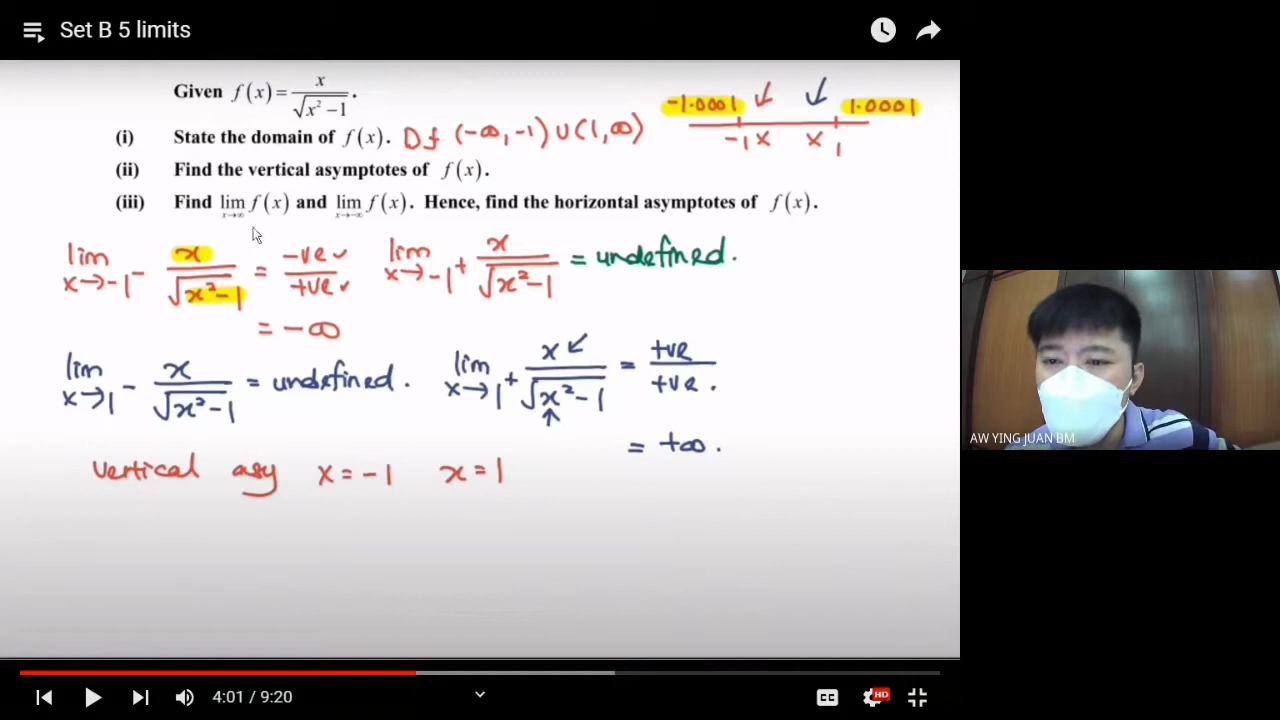 Set B 5 limits
Given f(x) = x / √(x² − 1).
−1.0001 ↙ ↓ 1.0001
(i) State the domain of f(x). Df (−∞, −1) ∪ (1, ∞)
−1 x x 1
(ii) Find the vertical asymptotes of f(x).
(iii) Find lim x→∞ f(x) and lim x→−∞ f(x). Hence, find the horizontal asymptotes of f(x).
lim x→−1⁻ x / √(x²−1) = −ve ✓ / +ve ✓ lim x→−1⁺ x / √(x²−1) = undefined.
= −∞
lim x→1⁻ x / √(x²−1) = undefined. lim x→1⁺ x / √(x²−1) = +ve / +ve.
= +∞.
vertical asy x = −1 x = 1
AW YING JUAN BM
4:01 / 9:20
CC
HD